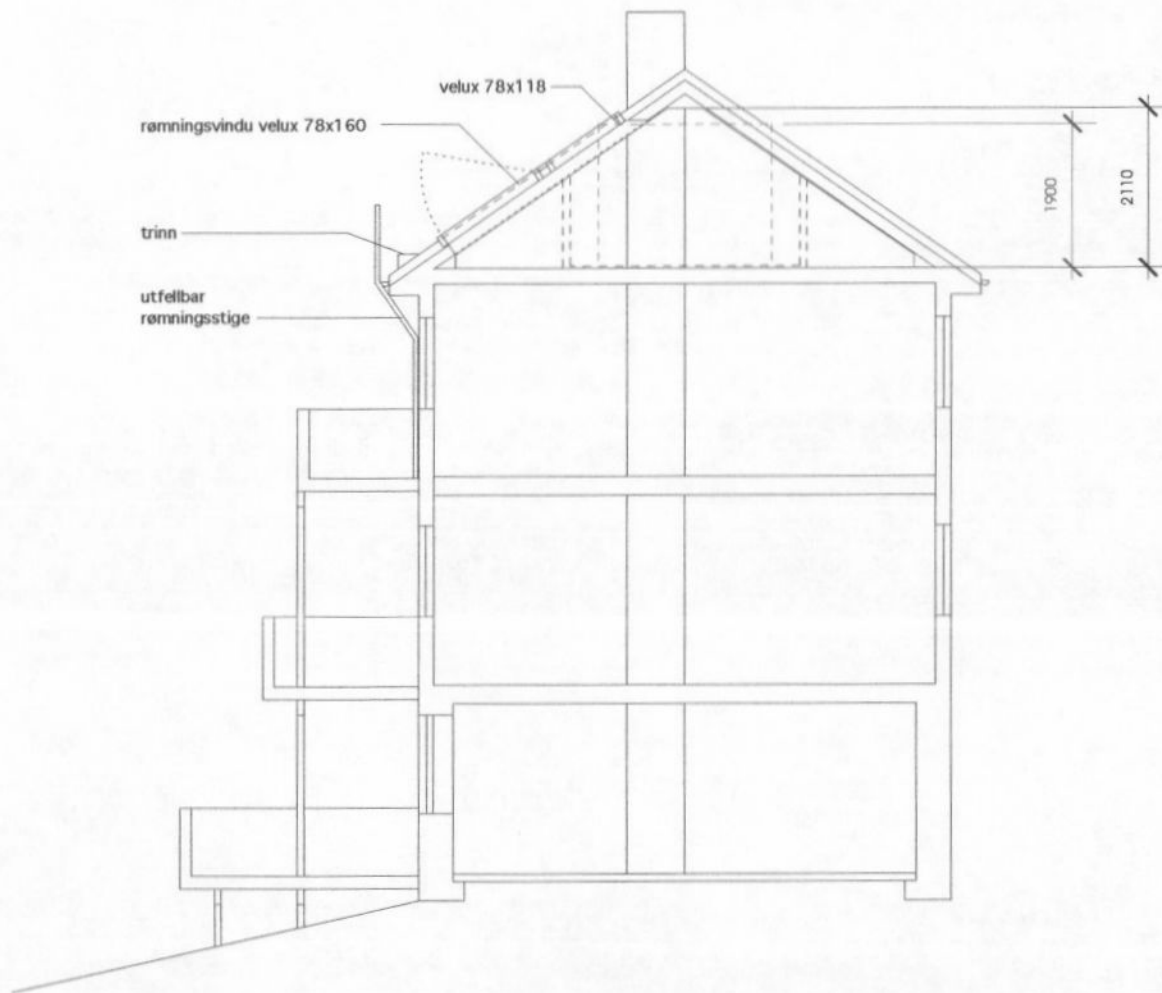 velux 78x118
rømningsvindu velux 78x160
trinn
utfellbar
rømningsstige
1900
2110